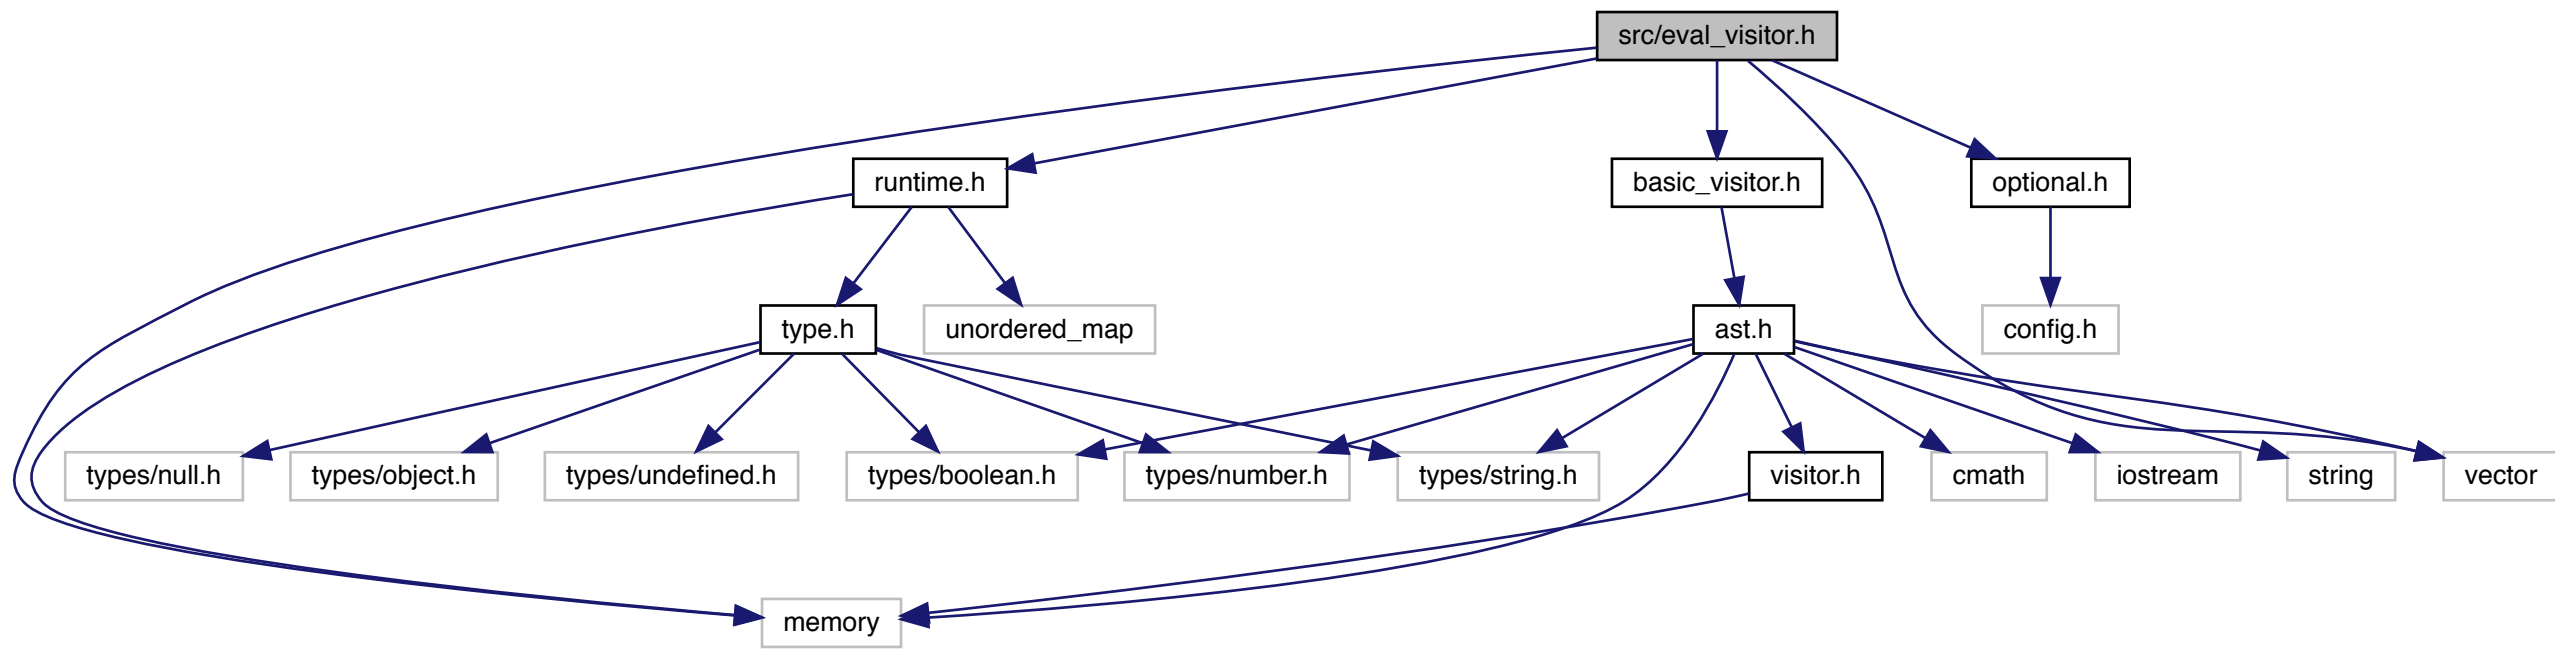 src/eval_visitor.h
runtime.h
basic_visitor.h
optional.h
type.h
unordered_map
ast.h
config.h
types/null.h
types/object.h
types/undefined.h
types/boolean.h
types/number.h
types/string.h
visitor.h
cmath
iostream
string
vector
memory